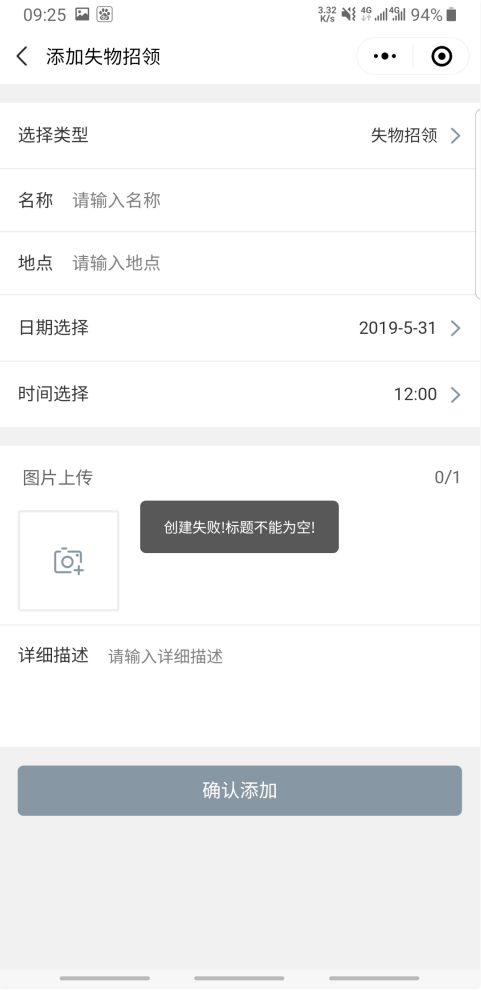 09:25 3.32 K/s 4G 4G 94%
添加失物招领
选择类型 失物招领
名称 请输入名称
地点 请输入地点
日期选择 2019-5-31
时间选择 12:00
图片上传 0/1
创建失败!标题不能为空!
详细描述 请输入详细描述
确认添加